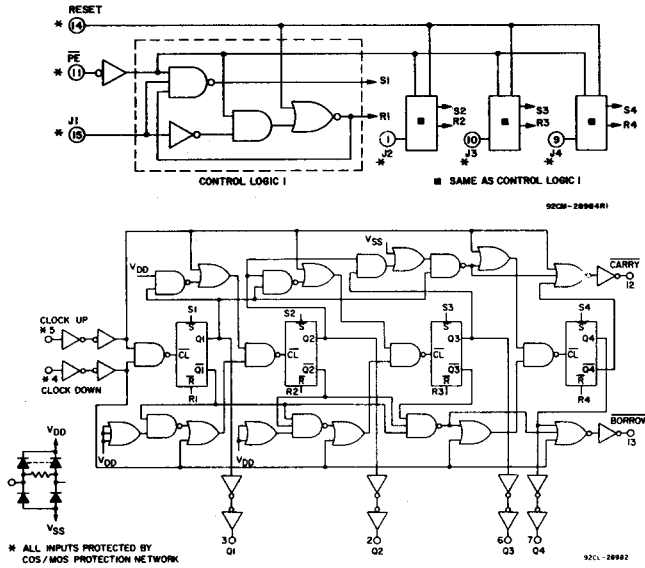 RESET
* 14
PE
* 11
J1
* 15
S1
R1
CONTROL LOGIC 1
S2
R2
1
J2
*
S3
R3
10
J3
*
S4
R4
9
J4
*
■ SAME AS CONTROL LOGIC 1
92CM-28984R1
VDD
VSS
CARRY
12
CLOCK UP
* 5
* 4
CLOCK DOWN
S1
S
Q1
CL
Q1
R
R1
S2
S
Q2
CL
Q2
R
R2
S3
S
Q3
CL
Q3
R
R3
S4
S
Q4
CL
Q4
R
R4
VDD
VDD
BORROW
13
VDD
VSS
3
Q1
2
Q2
6
Q3
7
Q4
* ALL INPUTS PROTECTED BY
COS/MOS PROTECTION NETWORK
92CL-28982